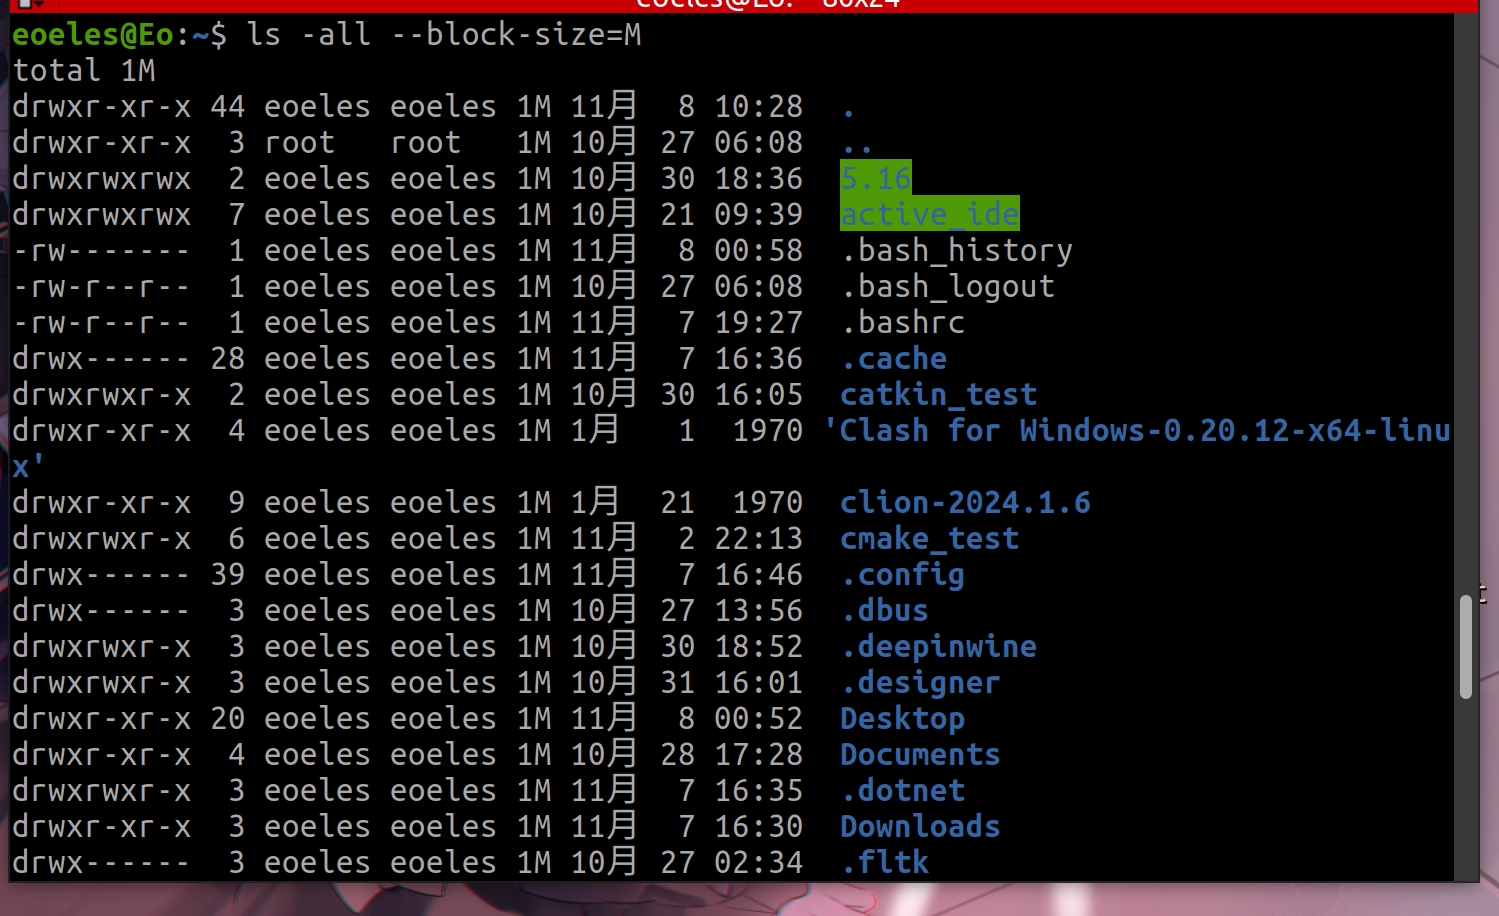 eoeles@Eo: ~ 80x24
eoeles@Eo:~$ ls -all --block-size=M
total 1M
drwxr-xr-x 44 eoeles eoeles 1M 11月  8 10:28  .
drwxr-xr-x  3 root   root   1M 10月 27 06:08  ..
drwxrwxrwx  2 eoeles eoeles 1M 10月 30 18:36  5.16
drwxrwxrwx  7 eoeles eoeles 1M 10月 21 09:39  active_ide
-rw-------  1 eoeles eoeles 1M 11月  8 00:58  .bash_history
-rw-r--r--  1 eoeles eoeles 1M 10月 27 06:08  .bash_logout
-rw-r--r--  1 eoeles eoeles 1M 11月  7 19:27  .bashrc
drwx------ 28 eoeles eoeles 1M 11月  7 16:36  .cache
drwxrwxr-x  2 eoeles eoeles 1M 10月 30 16:05  catkin_test
drwxr-xr-x  4 eoeles eoeles 1M 1月   1  1970 'Clash for Windows-0.20.12-x64-linu
x'
drwxr-xr-x  9 eoeles eoeles 1M 1月  21  1970  clion-2024.1.6
drwxrwxr-x  6 eoeles eoeles 1M 11月  2 22:13  cmake_test
drwx------ 39 eoeles eoeles 1M 11月  7 16:46  .config
drwx------  3 eoeles eoeles 1M 10月 27 13:56  .dbus
drwxrwxr-x  3 eoeles eoeles 1M 10月 30 18:52  .deepinwine
drwxrwxr-x  3 eoeles eoeles 1M 10月 31 16:01  .designer
drwxr-xr-x 20 eoeles eoeles 1M 11月  8 00:52  Desktop
drwxr-xr-x  4 eoeles eoeles 1M 10月 28 17:28  Documents
drwxrwxr-x  3 eoeles eoeles 1M 11月  7 16:35  .dotnet
drwxr-xr-x  3 eoeles eoeles 1M 11月  7 16:30  Downloads
drwx------  3 eoeles eoeles 1M 10月 27 02:34  .fltk